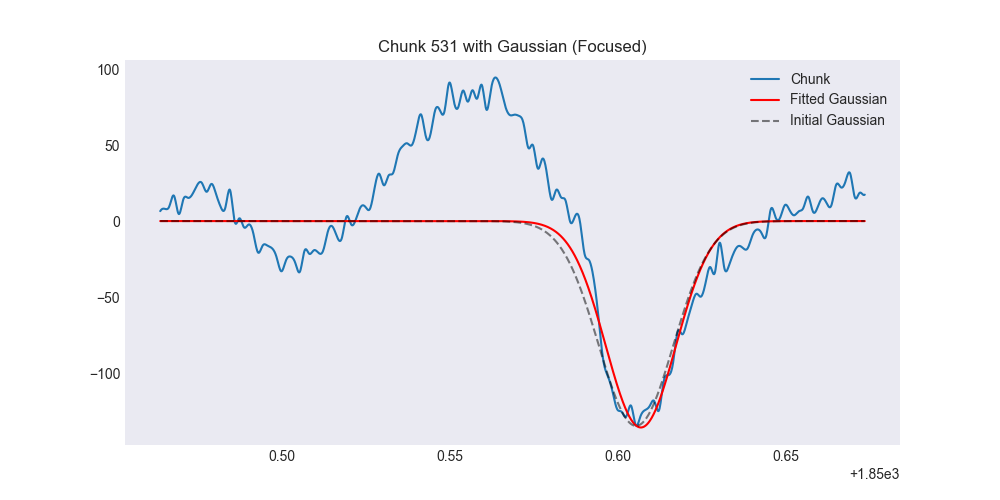 Chunk 531 with Gaussian (Focused)
100
50
0
−50
−100
Chunk
Fitted Gaussian
Initial Gaussian
0.50 0.55 0.60 0.65
+1.85e3